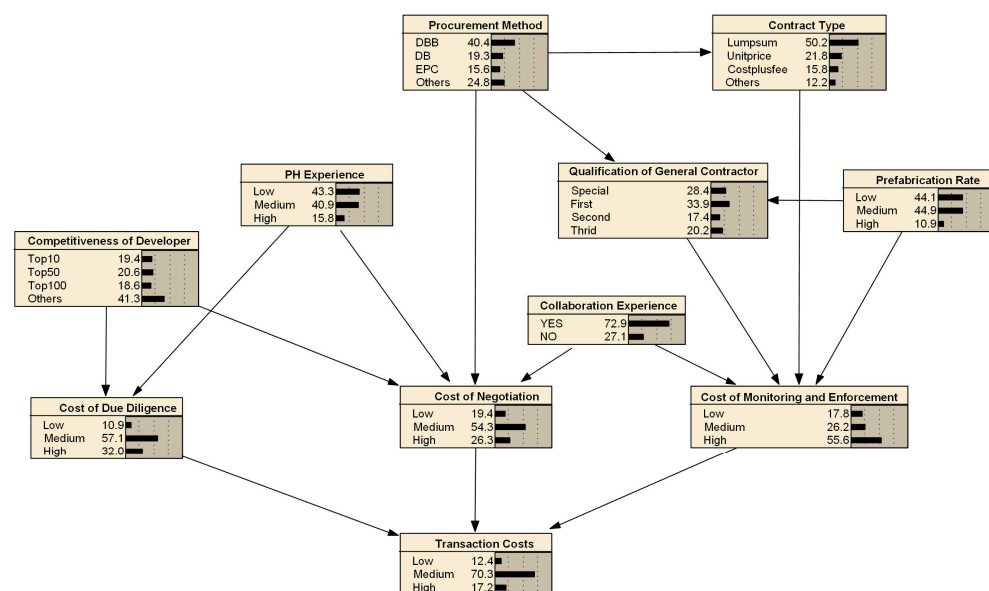 Procurement Method
DBB 40.4
DB 19.3
EPC 15.6
Others 24.8
Contract Type
Lumpsum 50.2
Unitprice 21.8
Costplusfee 15.8
Others 12.2
PH Experience
Low 43.3
Medium 40.9
High 15.8
Qualification of General Contractor
Special 28.4
First 33.9
Second 17.4
Thrid 20.2
Prefabrication Rate
Low 44.1
Medium 44.9
High 10.9
Competitiveness of Developer
Top10 19.4
Top50 20.6
Top100 18.6
Others 41.3
Collaboration Experience
YES 72.9
NO 27.1
Cost of Due Diligence
Low 10.9
Medium 57.1
High 32.0
Cost of Negotiation
Low 19.4
Medium 54.3
High 26.3
Cost of Monitoring and Enforcement
Low 17.8
Medium 26.2
High 55.6
Transaction Costs
Low 12.4
Medium 70.3
High 17.2